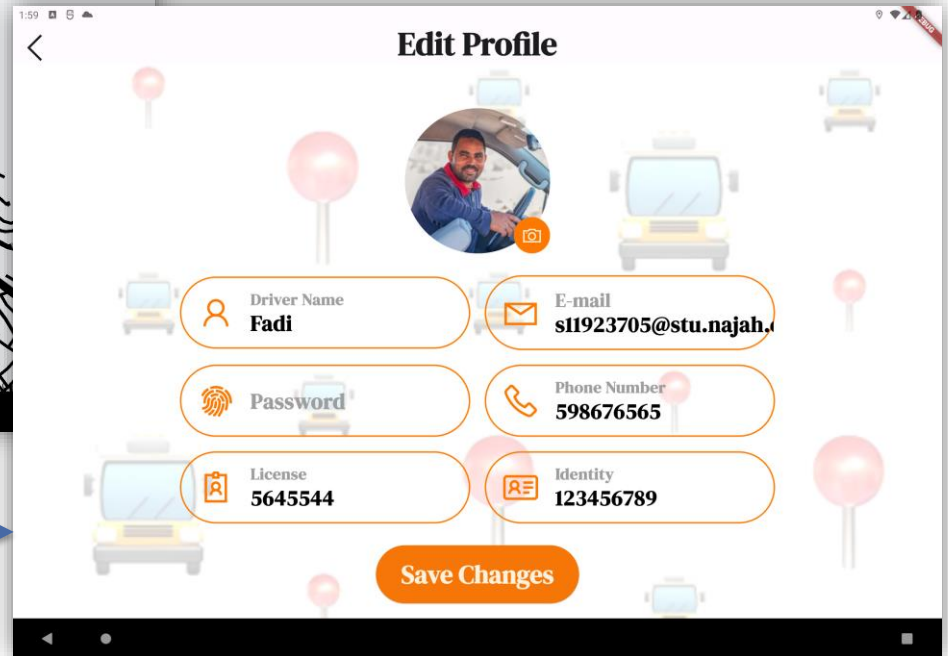 1:59
Edit Profile
Driver Name
Fadi
E-mail
s11923705@stu.najah.
Password
Phone Number
598676565
License
5645544
Identity
123456789
Save Changes